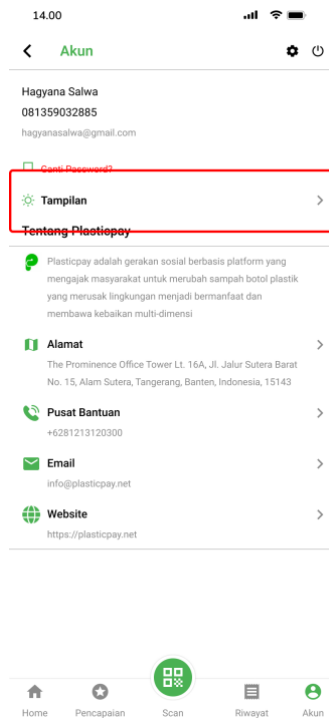 14.00
Akun
Hagyana Salwa
081359032885
hagyanasalwa@gmail.com
Ganti Password?
Tampilan
Tentang Plasticpay
Plasticpay adalah gerakan sosial berbasis platform yang
mengajak masyarakat untuk merubah sampah botol plastik
yang merusak lingkungan menjadi bermanfaat dan
membawa kebaikan multi-dimensi
Alamat
The Prominence Office Tower Lt. 16A, Jl. Jalur Sutera Barat
No. 15, Alam Sutera, Tangerang, Banten, Indonesia, 15143
Pusat Bantuan
+6281213120300
Email
info@plasticpay.net
Website
https://plasticpay.net
Home Pencapaian Scan Riwayat Akun